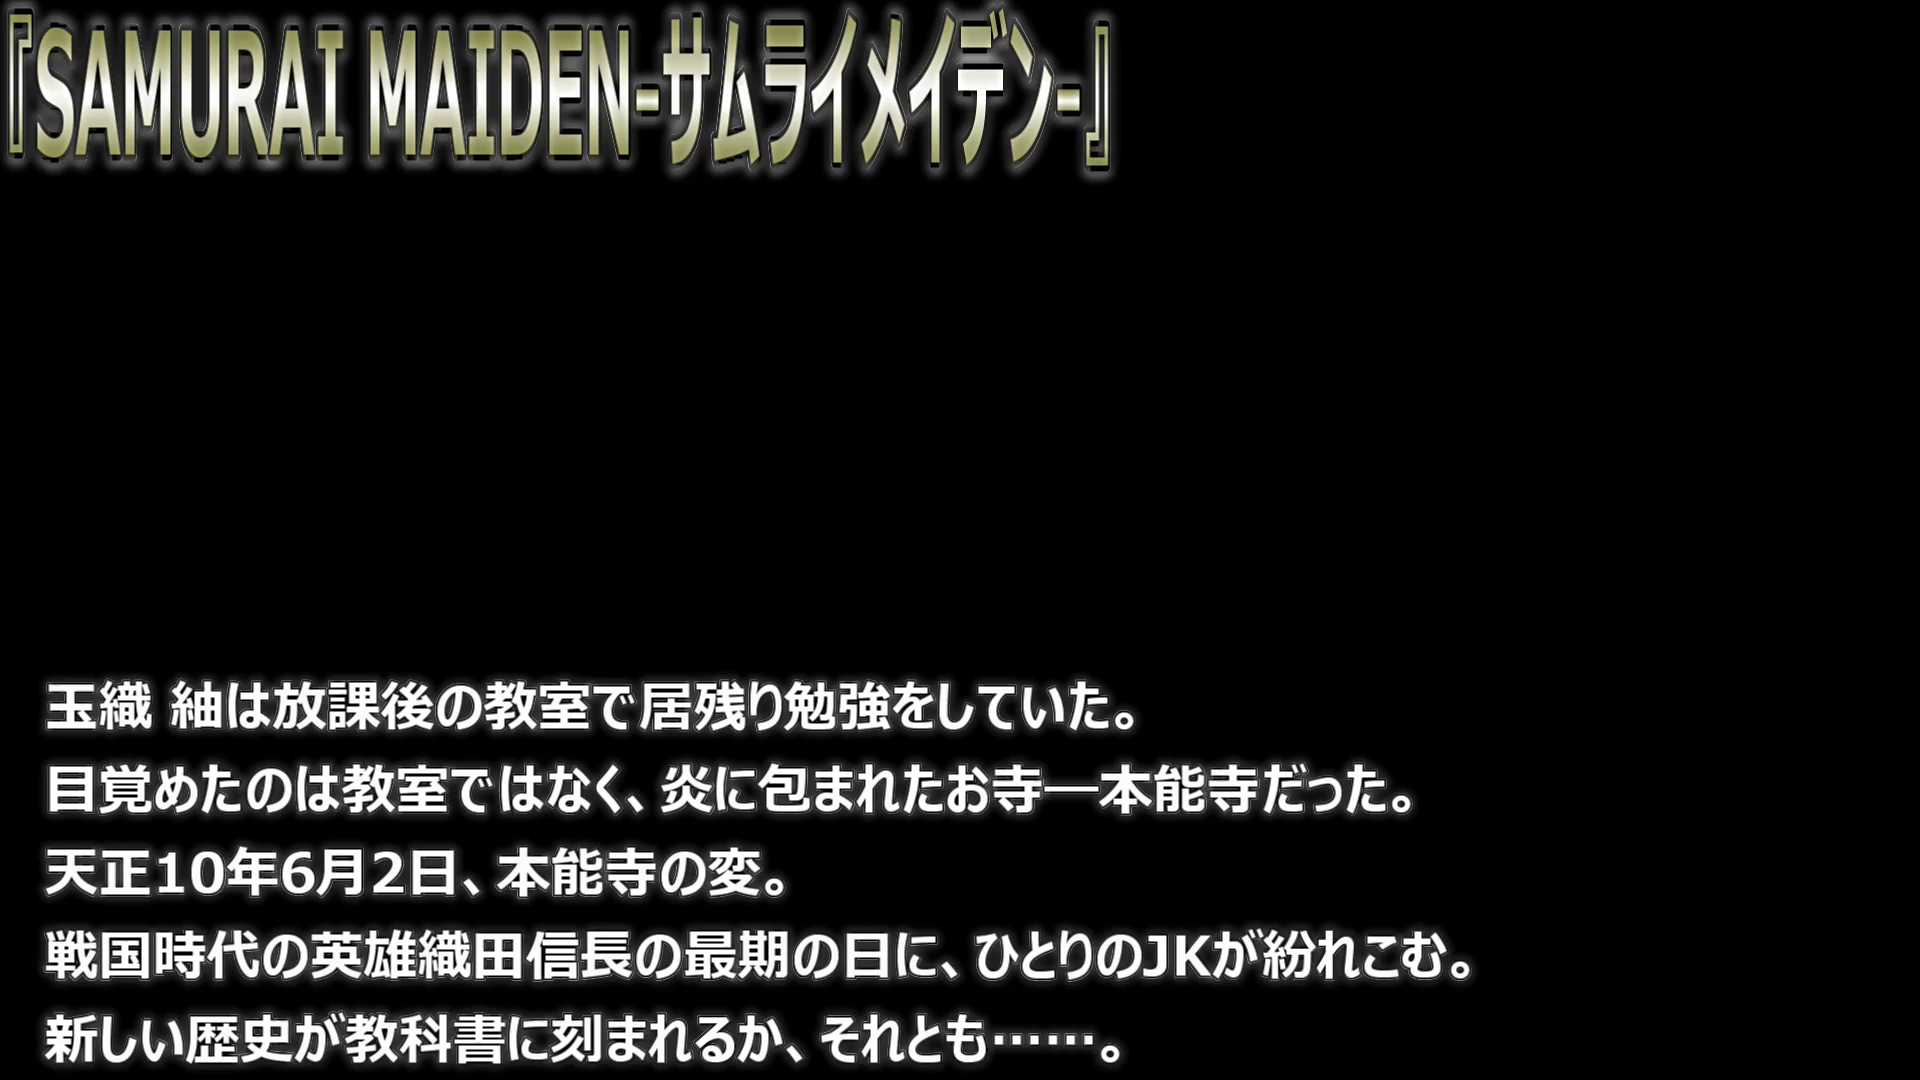 『SAMURAI MAIDEN-サムライメイデン-』
玉織 紬は放課後の教室で居残り勉強をしていた。
目覚めたのは教室ではなく、炎に包まれたお寺―本能寺だった。
天正10年6月2日、本能寺の変。
戦国時代の英雄織田信長の最期の日に、ひとりのJKが紛れこむ。
新しい歴史が教科書に刻まれるか、それとも……。